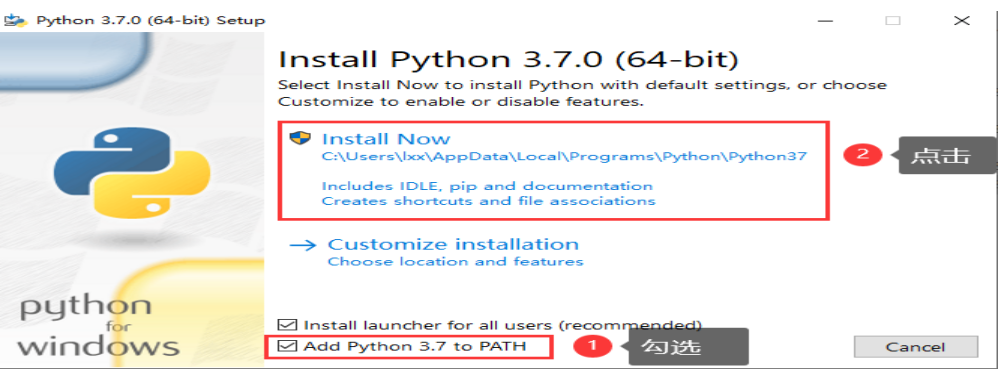 Python 3.7.0 (64-bit) Setup
Install Python 3.7.0 (64-bit)
Select Install Now to install Python with default settings, or choose
Customize to enable or disable features.
Install Now
C:\Users\lxx\AppData\Local\Programs\Python\Python37
Includes IDLE, pip and documentation
Creates shortcuts and file associations
2 点击
Customize installation
Choose location and features
Install launcher for all users (recommended)
Add Python 3.7 to PATH
1 勾选
Cancel
python
for
windows